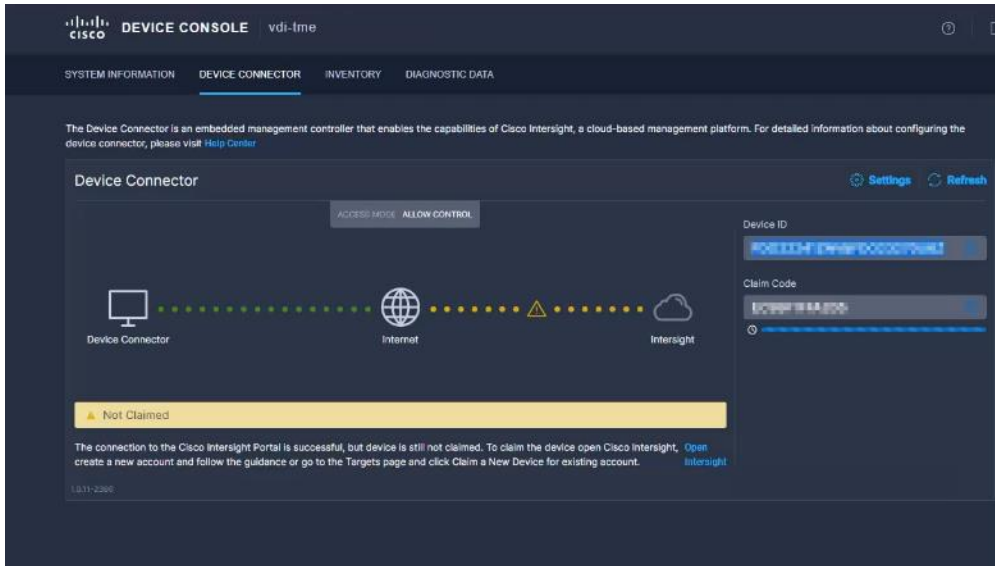 cisco DEVICE CONSOLE vdi-tme
SYSTEM INFORMATION DEVICE CONNECTOR INVENTORY DIAGNOSTIC DATA
The Device Connector is an embedded management controller that enables the capabilities of Cisco Intersight, a cloud-based management platform. For detailed information about configuring the
device connector, please visit Help Center
Device Connector
Settings Refresh
ACCESS MODE ALLOW CONTROL
Device ID
Claim Code
Device Connector Internet Intersight
Not Claimed
The connection to the Cisco Intersight Portal is successful, but device is still not claimed. To claim the device open Cisco Intersight, Open
create a new account and follow the guidance or go to the Targets page and click Claim a New Device for existing account. Intersight